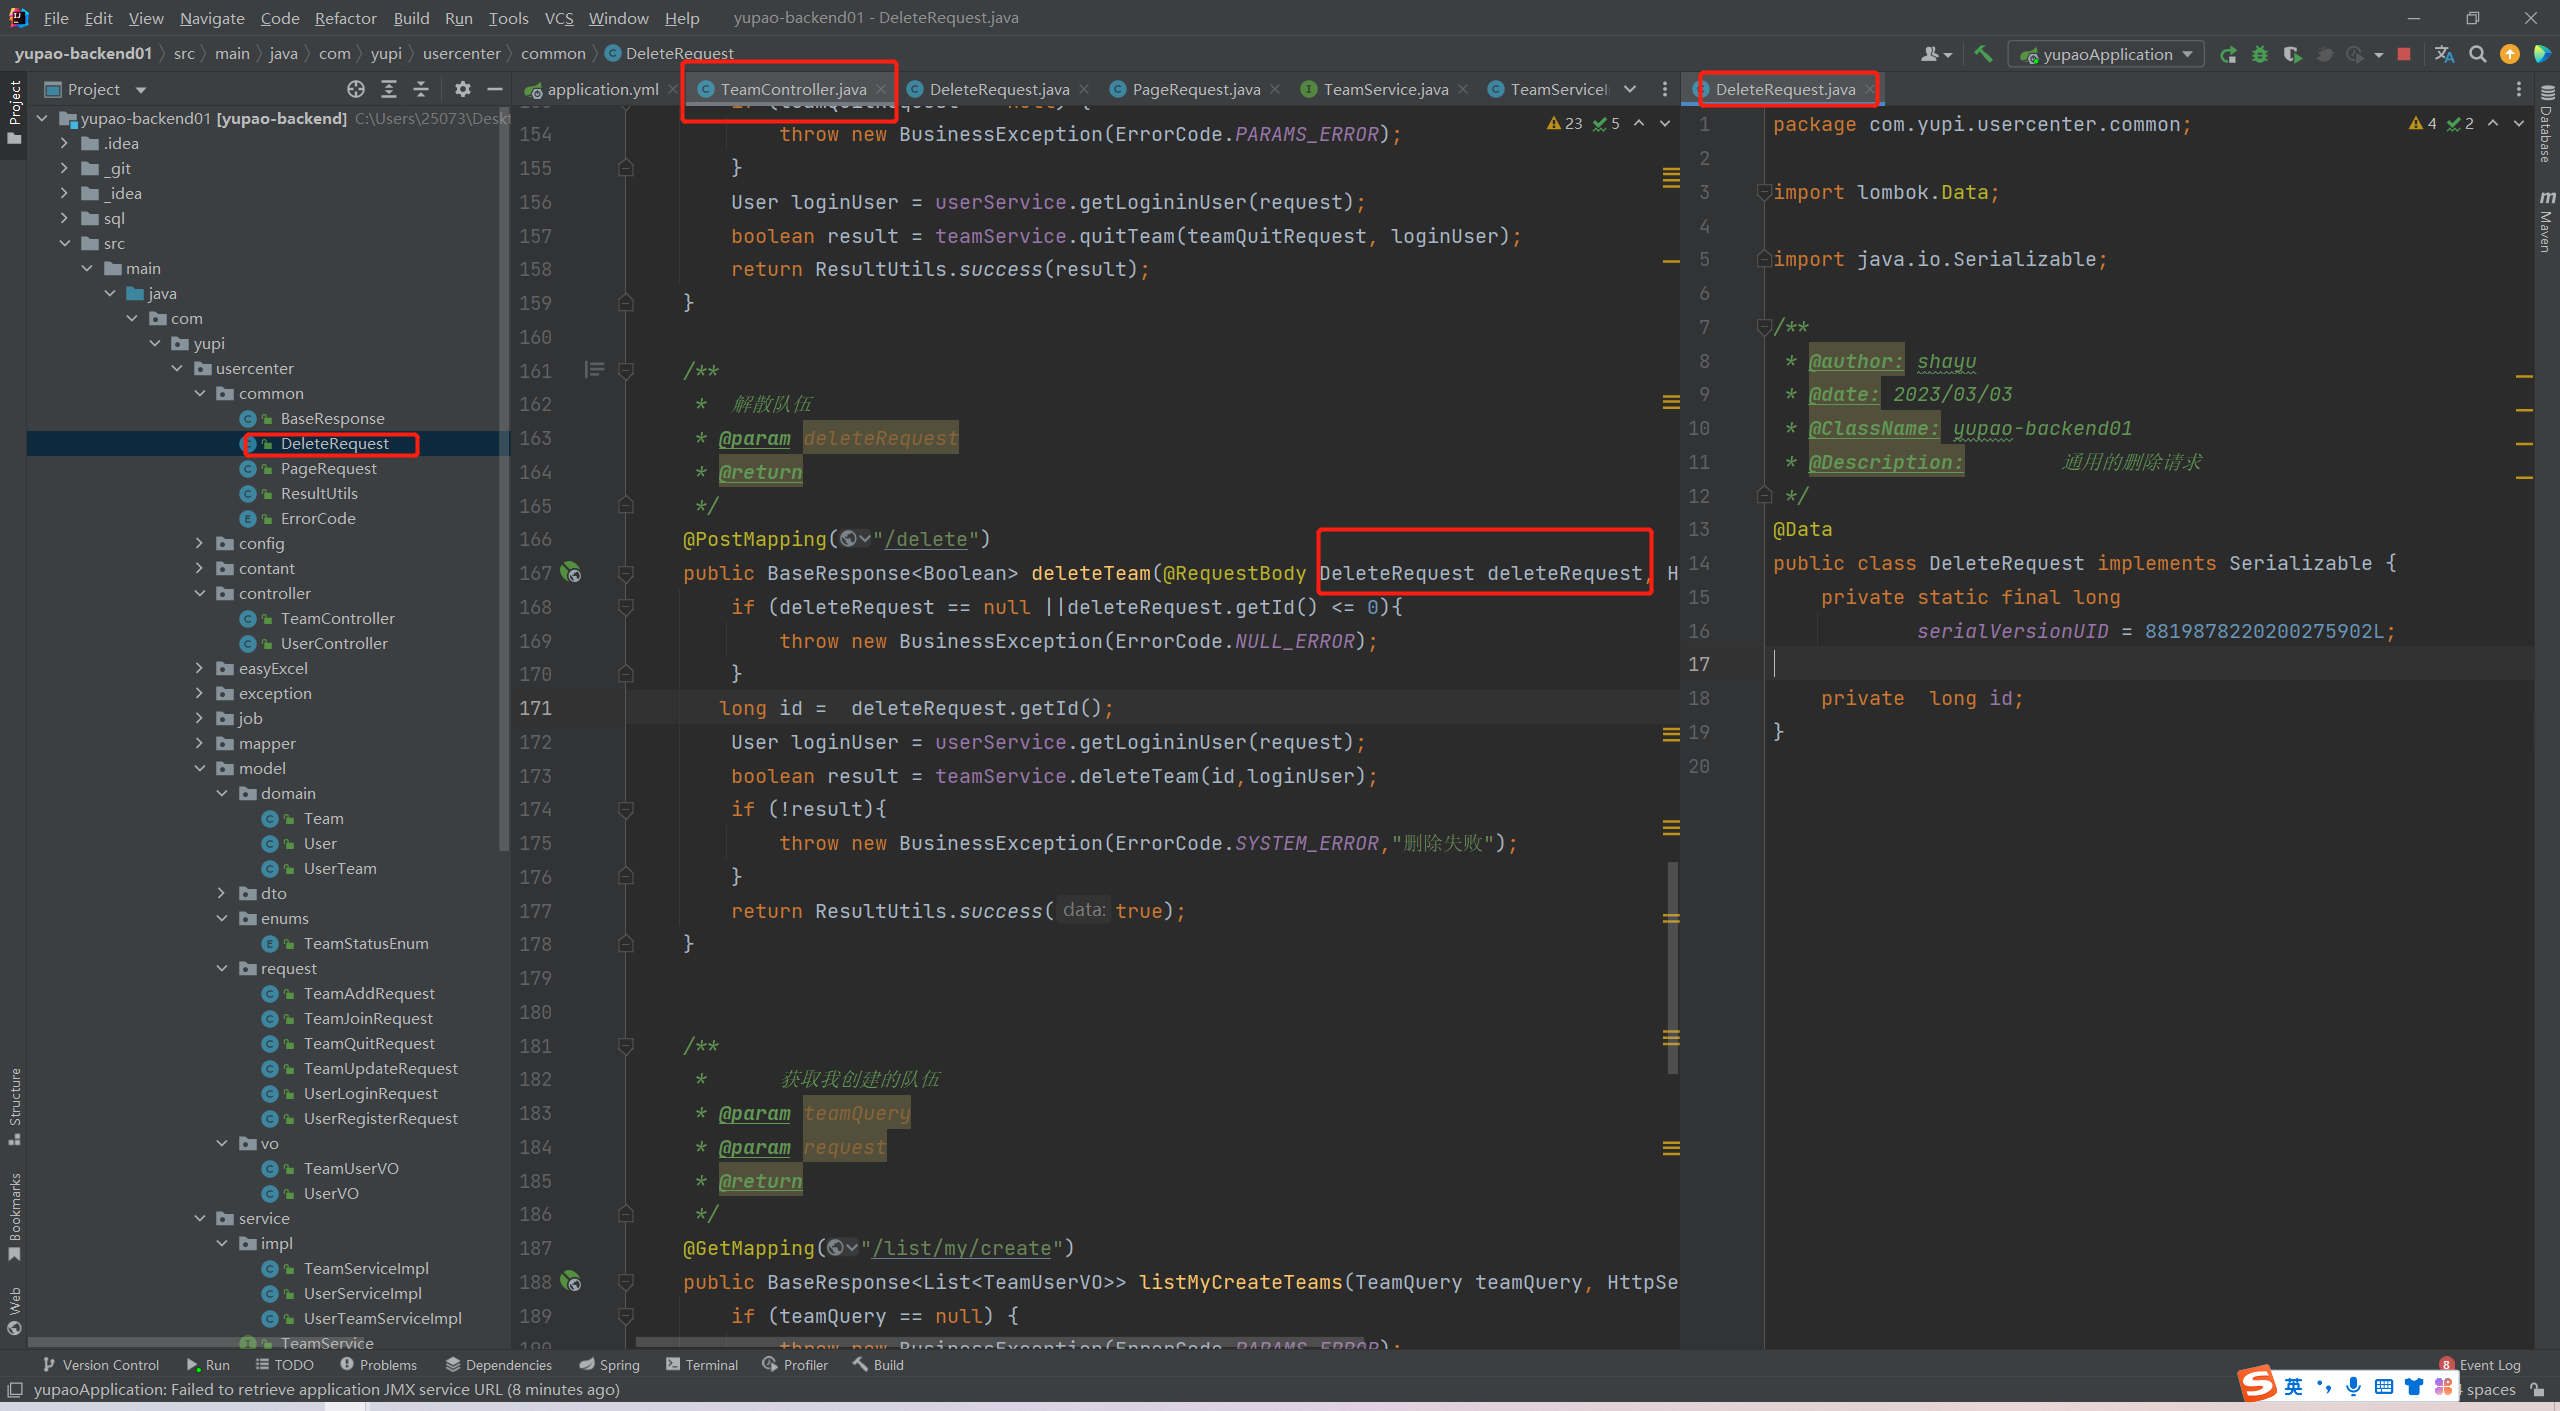 File Edit View Navigate Code Refactor Build Run Tools VCS Window Help yupao-backend01 - DeleteRequest.java
yupao-backend01 src main java com yupi usercenter common DeleteRequest
yupaoApplication
Project
application.yml TeamController.java DeleteRequest.java PageRequest.java TeamService.java TeamServiceI
DeleteRequest.java
Project
Structure
Bookmarks
Web
yupao-backend01 [yupao-backend] C:\Users\25073\Deskt
.idea
_git
_idea
sql
src
main
java
com
yupi
usercenter
common
BaseResponse
DeleteRequest
PageRequest
ResultUtils
ErrorCode
config
contant
controller
TeamController
UserController
easyExcel
exception
job
mapper
model
domain
Team
User
UserTeam
dto
enums
TeamStatusEnum
request
TeamAddRequest
TeamJoinRequest
TeamQuitRequest
TeamUpdateRequest
UserLoginRequest
UserRegisterRequest
vo
TeamUserVO
UserVO
service
impl
TeamServiceImpl
UserServiceImpl
UserTeamServiceImpl
TeamService
23 5
154 throw new BusinessException(ErrorCode.PARAMS_ERROR);
155 }
156 User loginUser = userService.getLogininUser(request);
157 boolean result = teamService.quitTeam(teamQuitRequest, loginUser);
158 return ResultUtils.success(result);
159 }
160
161 /**
162 * 解散队伍
163 * @param deleteRequest
164 * @return
165 */
166 @PostMapping("/delete")
167 public BaseResponse<Boolean> deleteTeam(@RequestBody DeleteRequest deleteRequest, H
168 if (deleteRequest == null ||deleteRequest.getId() <= 0){
169 throw new BusinessException(ErrorCode.NULL_ERROR);
170 }
171 long id = deleteRequest.getId();
172 User loginUser = userService.getLogininUser(request);
173 boolean result = teamService.deleteTeam(id,loginUser);
174 if (!result){
175 throw new BusinessException(ErrorCode.SYSTEM_ERROR,"删除失败");
176 }
177 return ResultUtils.success( data: true);
178 }
179
180
181 /**
182 * 获取我创建的队伍
183 * @param teamQuery
184 * @param request
185 * @return
186 */
187 @GetMapping("/list/my/create")
188 public BaseResponse<List<TeamUserVO>> listMyCreateTeams(TeamQuery teamQuery, HttpSe
189 if (teamQuery == null) {
4 2
1 package com.yupi.usercenter.common;
2
3 import lombok.Data;
4
5 import java.io.Serializable;
6
7 /**
8 * @author: shayu
9 * @date: 2023/03/03
10 * @ClassName: yupao-backend01
11 * @Description: 通用的删除请求
12 */
13 @Data
14 public class DeleteRequest implements Serializable {
15 private static final long
16 serialVersionUID = 8819878220200275902L;
17
18 private long id;
19 }
20
Database
Maven
Version Control Run TODO Problems Dependencies Spring Terminal Profiler Build
8 Event Log
yupaoApplication: Failed to retrieve application JMX service URL (8 minutes ago)
英
spaces